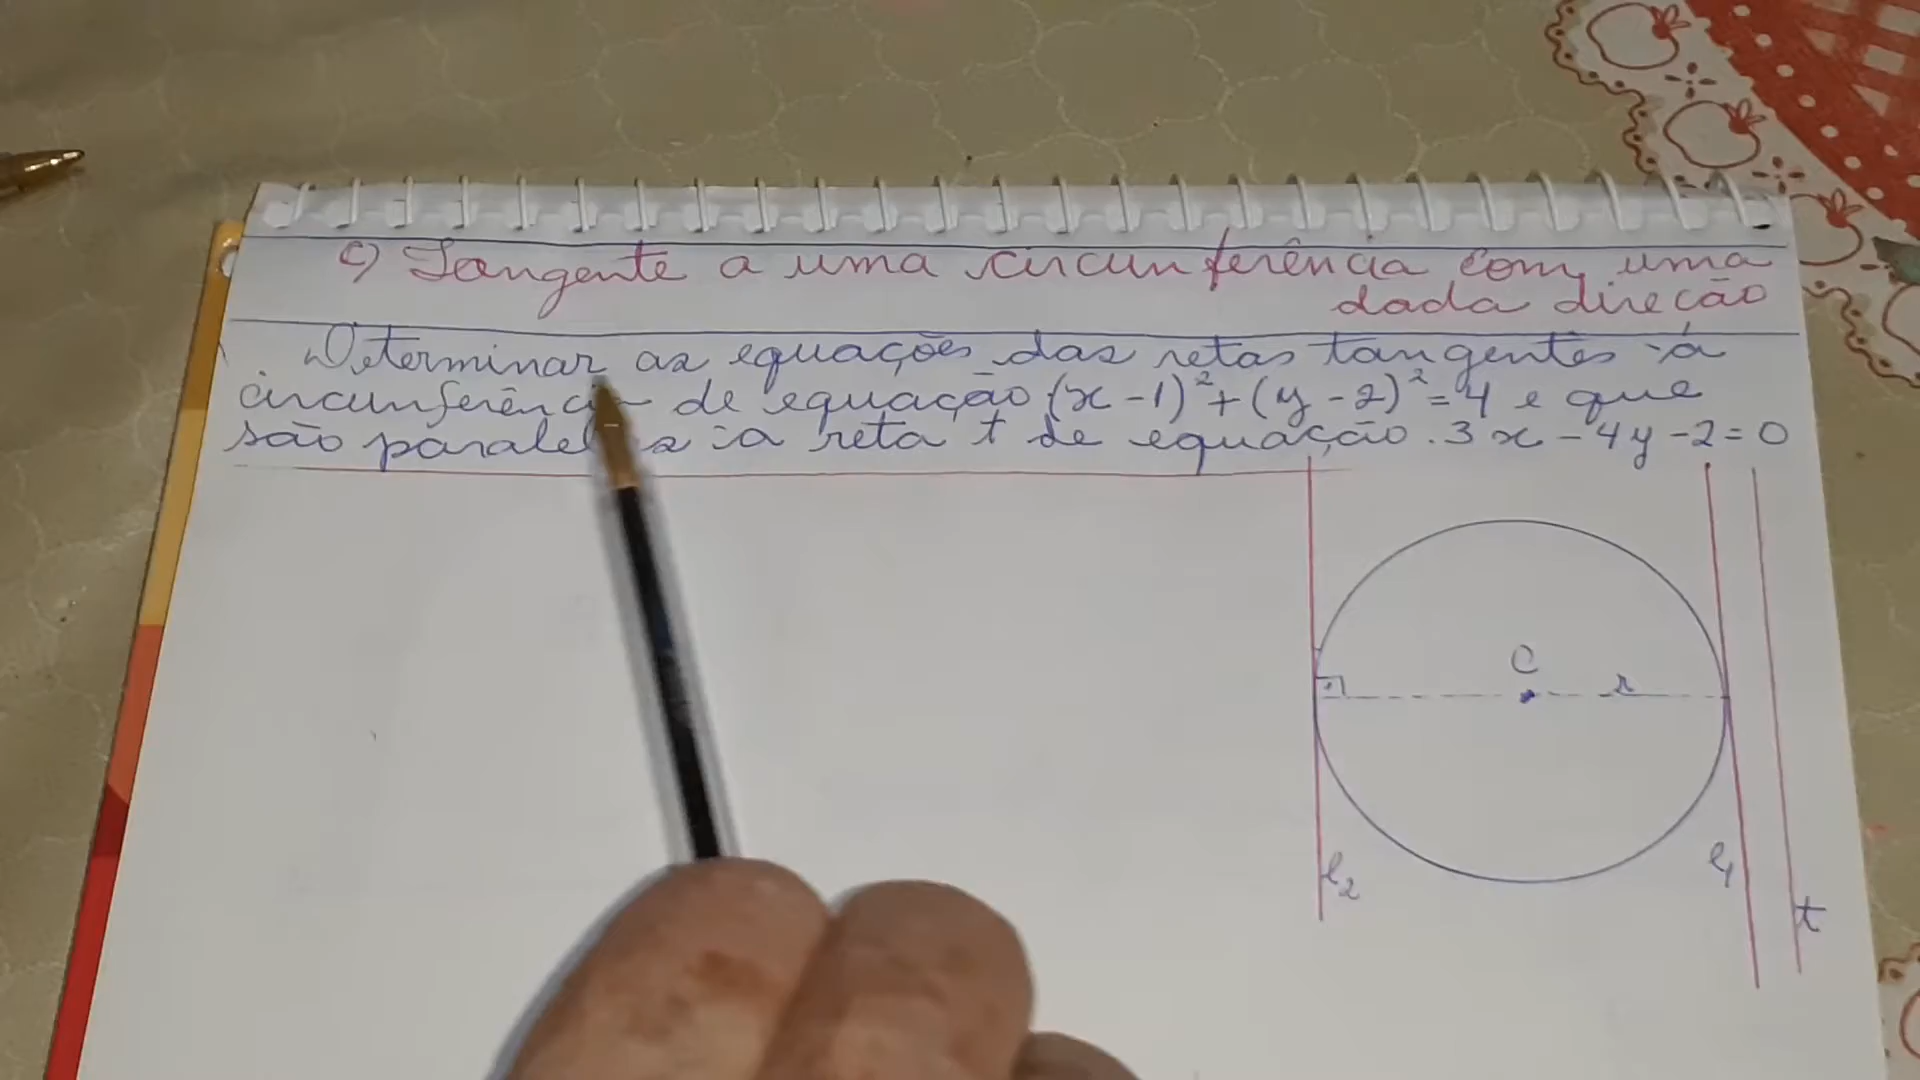 c) Tangente a uma circunferência com uma
dada direção
Determinar as equações das retas tangentes à
circunferência de equação (x-1)²+(y-2)²=4 e que
são paralelas a reta t de equação. 3x-4y-2=0
C
r
l₂
l₁
t